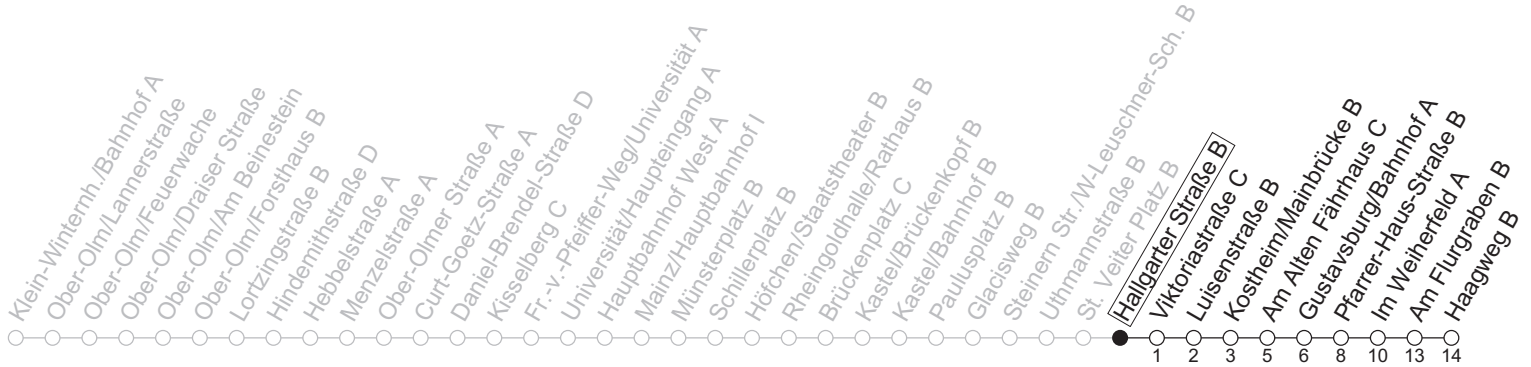 Klein-Winternh./Bahnhof A
Ober-Olm/Lannerstraße
Ober-Olm/Feuerwache
Ober-Olm/Draiser Straße
Ober-Olm/Am Beinestein
Ober-Olm/Forsthaus B
Lortzingstraße B
Hindemithstraße D
Hebbelstraße A
Menzelstraße A
Ober-Olmer Straße A
Curt-Goetz-Straße A
Daniel-Brendel-Straße D
Kisselberg C
Fr.-v.-Pfeiffer-Weg/Universität A
Universität/Haupteingang A
Hauptbahnhof West A
Mainz/Hauptbahnhof I
Münsterplatz B
Schillerplatz B
Höfchen/Staatstheater B
Rheingoldhalle/Rathaus B
Brückenplatz C
Kastel/Brückenkopf B
Kastel/Bahnhof B
Paulusplatz B
Glacisweg B
Steinern Str./W-Leuschner-Sch. B
Uthmannstraße B
St. Veiter Platz B
Hallgarter Straße B
Viktoriastraße C
Luisenstraße B
Kostheim/Mainbrücke B
Am Alten Fährhaus C
Gustavsburg/Bahnhof A
Pfarrer-Haus-Straße B
Im Weiherfeld A
Am Flurgraben B
Haagweg B
1 2 3 5 6 8 10 13 14